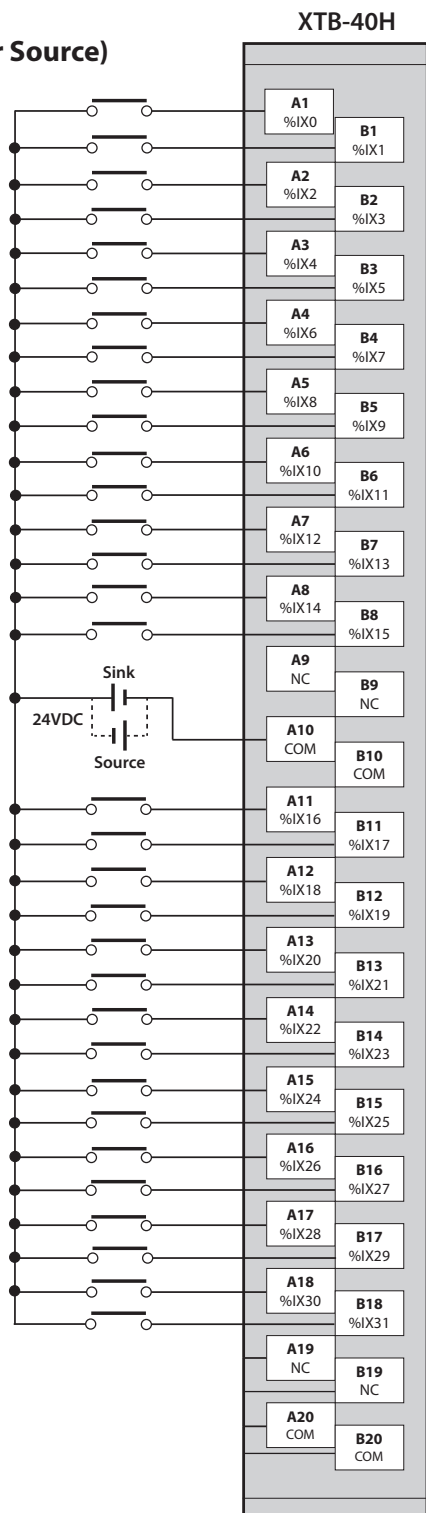 XTB-40H
r Source)
A1
%IX0
B1
%IX1
A2
%IX2
B2
%IX3
A3
%IX4
B3
%IX5
A4
%IX6
B4
%IX7
A5
%IX8
B5
%IX9
A6
%IX10
B6
%IX11
A7
%IX12
B7
%IX13
A8
%IX14
B8
%IX15
A9
NC
B9
NC
Sink
24VDC
Source
A10
COM
B10
COM
A11
%IX16
B11
%IX17
A12
%IX18
B12
%IX19
A13
%IX20
B13
%IX21
A14
%IX22
B14
%IX23
A15
%IX24
B15
%IX25
A16
%IX26
B16
%IX27
A17
%IX28
B17
%IX29
A18
%IX30
B18
%IX31
A19
NC
B19
NC
A20
COM
B20
COM